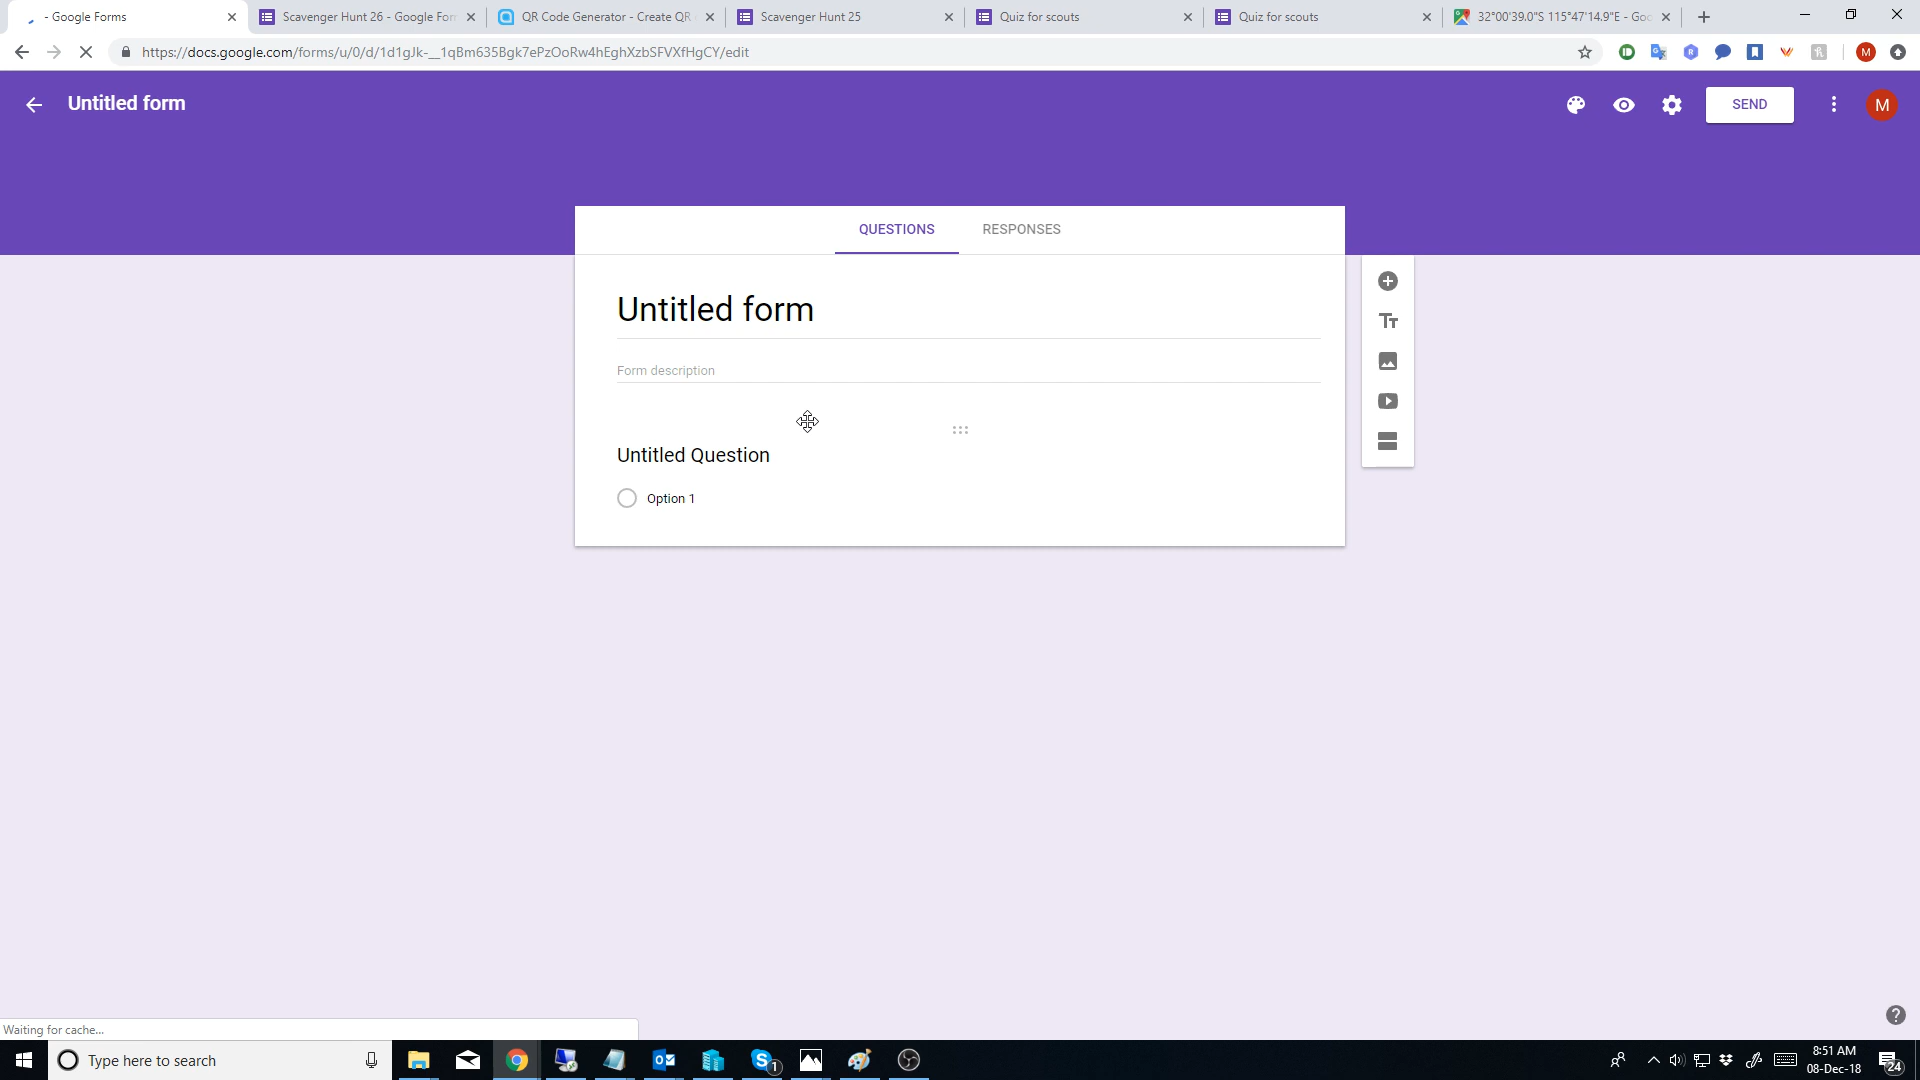 - Google Forms
Scavenger Hunt 26 - Google For
QR Code Generator - Create QR
Scavenger Hunt 25
Quiz for scouts
Quiz for scouts
32°00'39.0"S 115°47'14.9"E - Goo
https://docs.google.com/forms/u/0/d/1d1gJk-__1qBm635Bgk7ePzOoRw4hEghXzbSFVXfHgCY/edit
M
Untitled form
SEND
M
QUESTIONS
RESPONSES
Untitled form
Form description
Untitled Question
Option 1
Waiting for cache...
Type here to search
1
8:51 AM
08-Dec-18
24